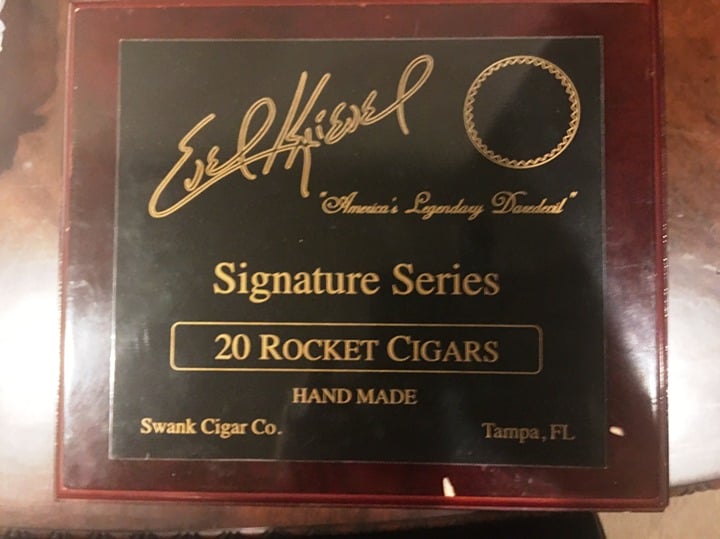 Evel Knievel
"America's Legendary Daredevil"
Signature Series
20 ROCKET CIGARS
HAND MADE
Swank Cigar Co.
Tampa, FL